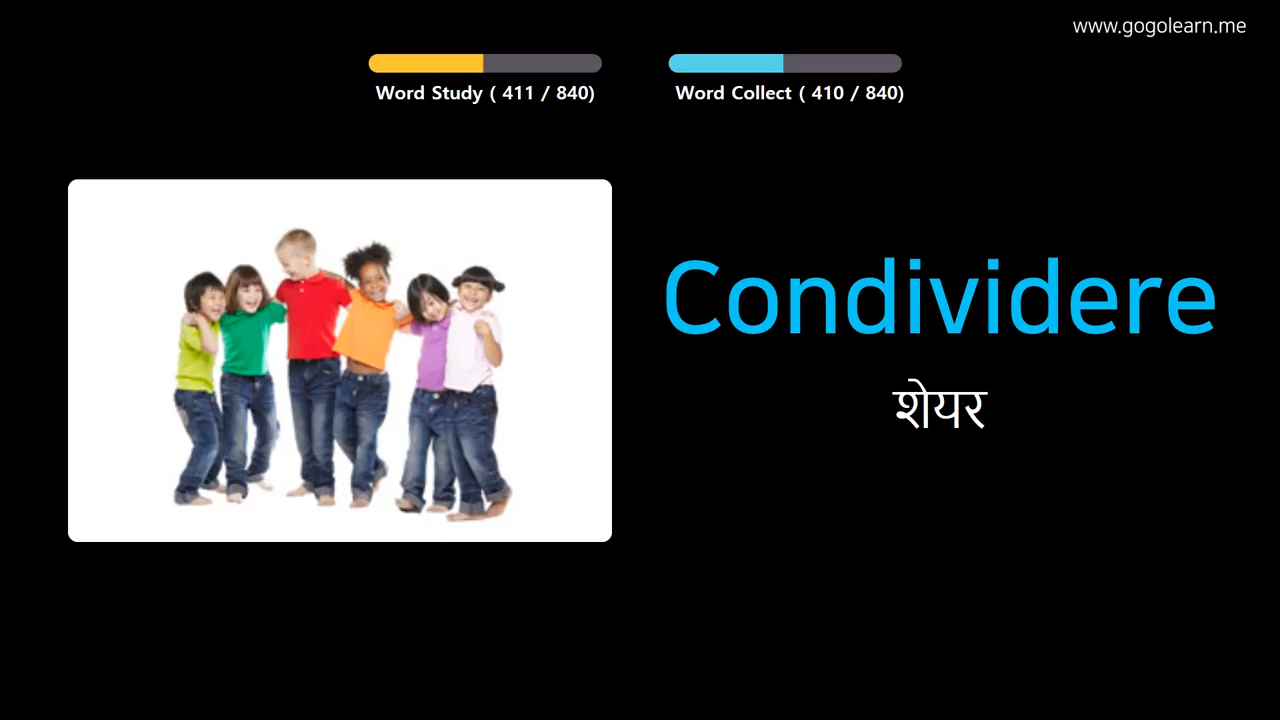 www.gogolearn.me
Word Study ( 411 / 840)
Word Collect ( 410 / 840)
Condividere
शेयर